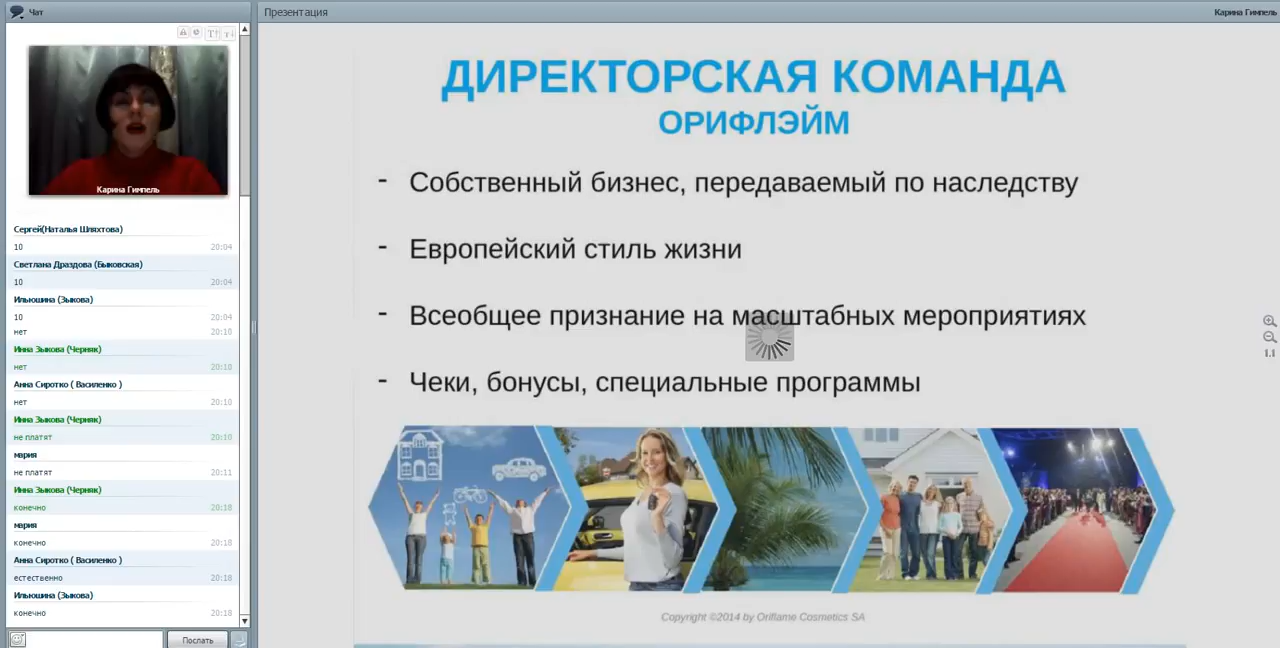 Чат
Карина Гимпель
Сергей(Наталья Шляхтова)
10 20:04
Светлана Драздова (Быковская)
10 20:04
Ильюшина (Зыкова)
10 20:04
нет 20:10
Инна Зыкова (Черняк)
нет 20:10
Анна Сиротко ( Василенко )
нет 20:10
Инна Зыкова (Черняк)
не платят 20:10
мария
не платят 20:11
Инна Зыкова (Черняк)
конечно 20:18
мария
конечно 20:18
Анна Сиротко ( Василенко )
естественно 20:18
Ильюшина (Зыкова)
конечно 20:18
Послать
Презентация
Карина Гимпель
ДИРЕКТОРСКАЯ КОМАНДА
ОРИФЛЭЙМ
- Собственный бизнес, передаваемый по наследству
- Европейский стиль жизни
- Всеобщее признание на масштабных мероприятиях
- Чеки, бонусы, специальные программы
Copyright ©2014 by Oriflame Cosmetics SA
1:1